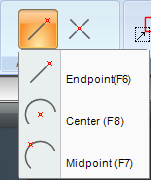 Endpoint(F6)
Center (F8)
Midpoint (F7)